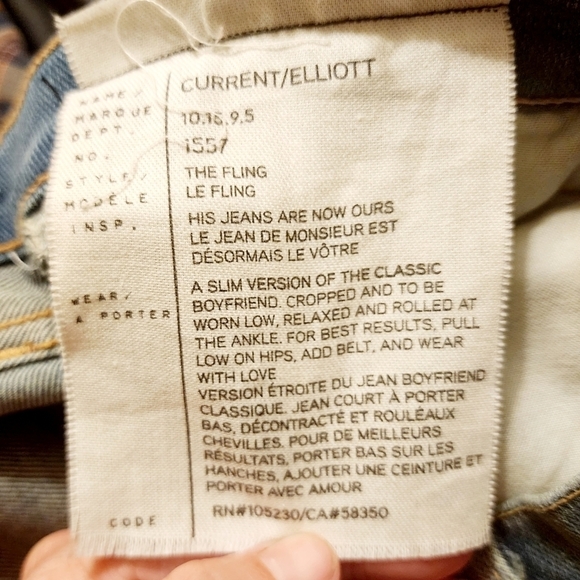 NAME/ CURRENT/ELLIOTT
MARQUE
DEPT. 10.16.9.5
NO. 1557
STYLE/ THE FLING
MODÈLE LE FLING
INSP. HIS JEANS ARE NOW OURS
LE JEAN DE MONSIEUR EST
DÉSORMAIS LE VÔTRE
WEAR/ A SLIM VERSION OF THE CLASSIC
A PORTER BOYFRIEND. CROPPED AND TO BE
WORN LOW, RELAXED AND ROLLED AT
THE ANKLE. FOR BEST RESULTS, PULL
LOW ON HIPS, ADD BELT, AND WEAR
WITH LOVE
VERSION ÉTROITE DU JEAN BOYFRIEND
CLASSIQUE. JEAN COURT À PORTER
BAS, DÉCONTRACTÉ ET ROULÉAUX
CHEVILLES. POUR DE MEILLEURS
RÉSULTATS, PORTER BAS SUR LES
HANCHES, AJOUTER UNE CEINTURE ET
PORTER AVEC AMOUR
CODE RN#105230/CA#58350